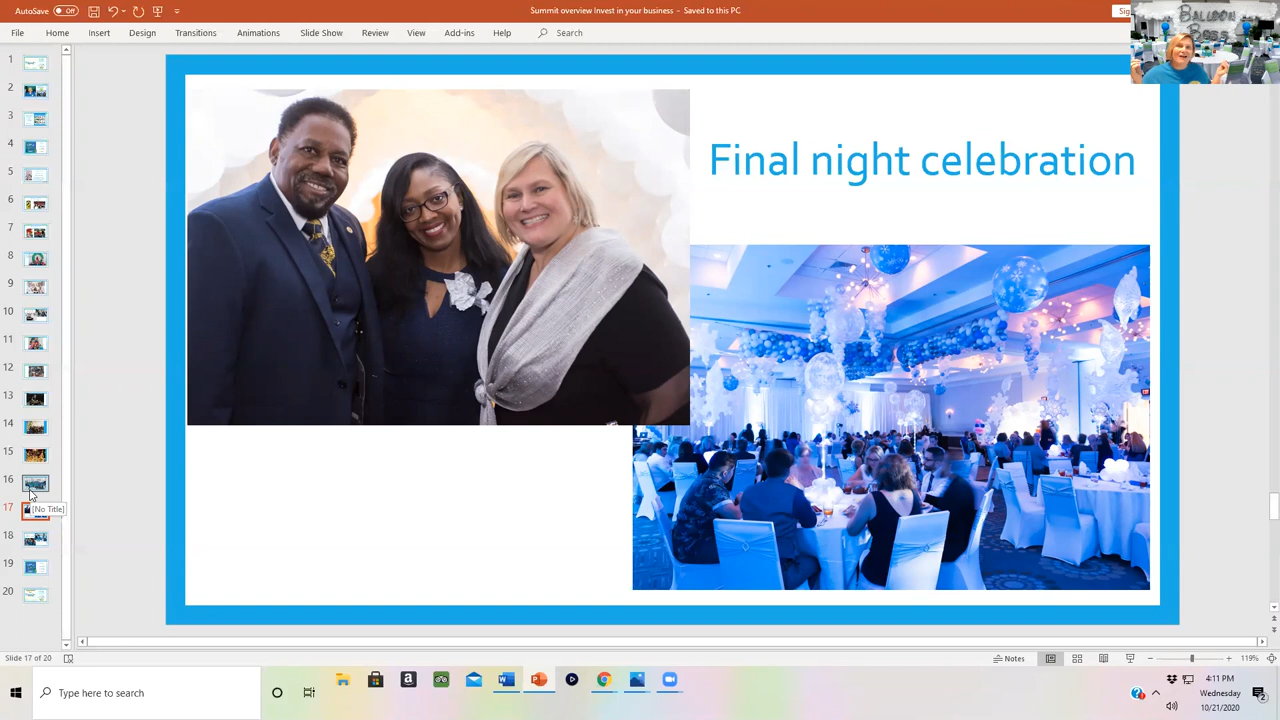 AutoSave Off
Summit overview Invest in your business - Saved to this PC
BALLOON
BOSS
File Home Insert Design Transitions Animations Slide Show Review View Add-ins Help Search
1
2
3
4
5
6
7
8
9
10
11
12
13
14
15
16
17
18
19
20
[No Title]
Final night celebration
Slide 17 of 20
Notes
119%
Type here to search
4:11 PM
Wednesday
10/21/2020
2